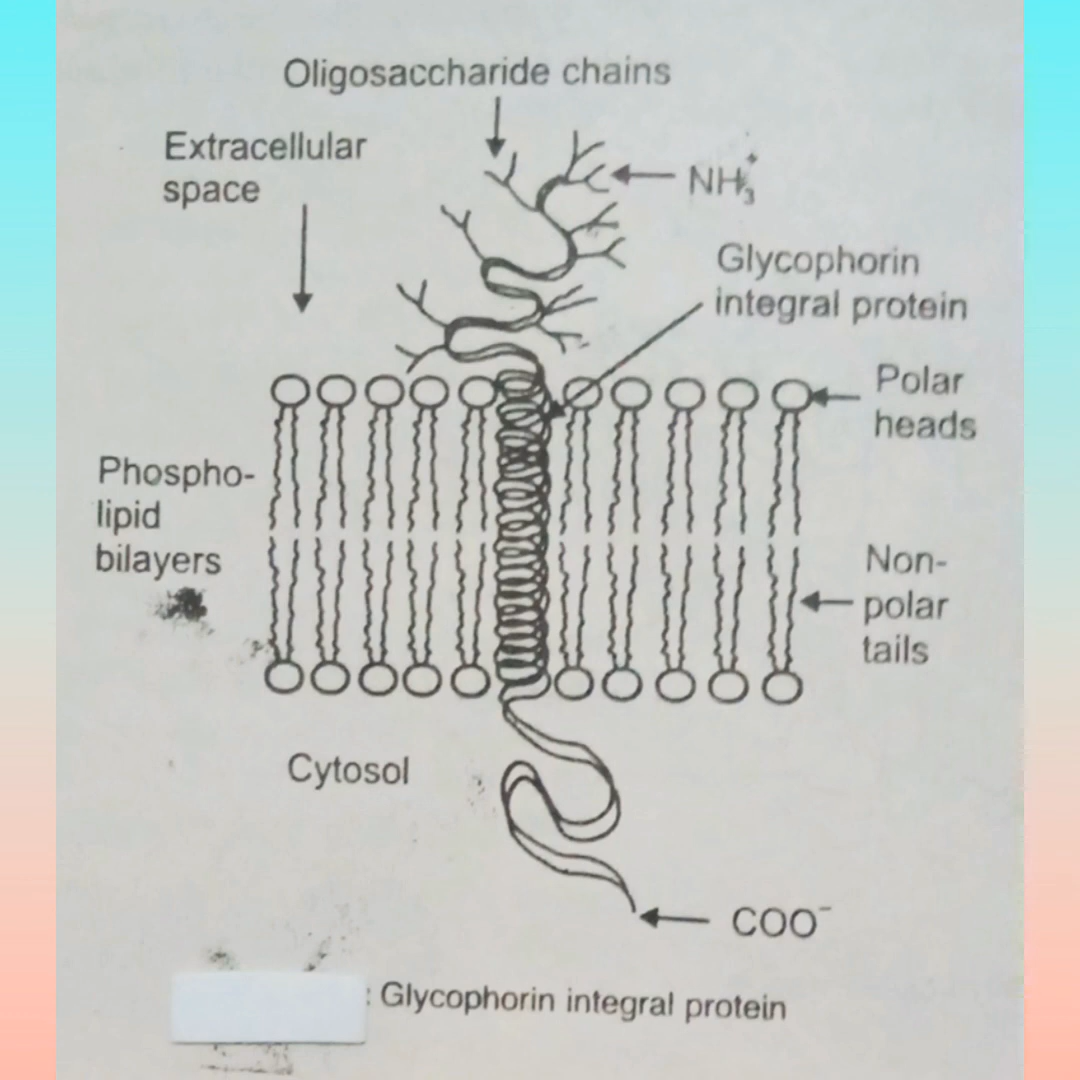 Oligosaccharide chains
Extracellular
space
NH₃⁺
Glycophorin
integral protein
Polar
heads
Phospho-
lipid
bilayers
Non-
polar
tails
Cytosol
COO⁻
: Glycophorin integral protein